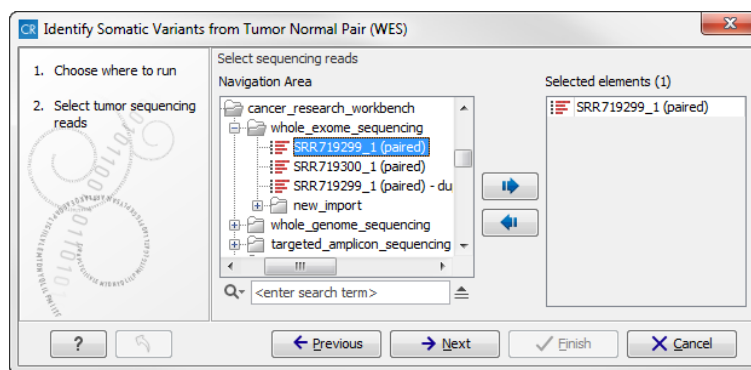 CR Identify Somatic Variants from Tumor Normal Pair (WES)
1. Choose where to run
2. Select tumor sequencing
reads
Select sequencing reads
Navigation Area
cancer_research_workbench
whole_exome_sequencing
SRR719299_1 (paired)
SRR719300_1 (paired)
SRR719299_1 (paired) - du
new_import
whole_genome_sequencing
targeted_amplicon_sequencing
<enter search term>
Selected elements (1)
SRR719299_1 (paired)
?
Previous
Next
Finish
Cancel